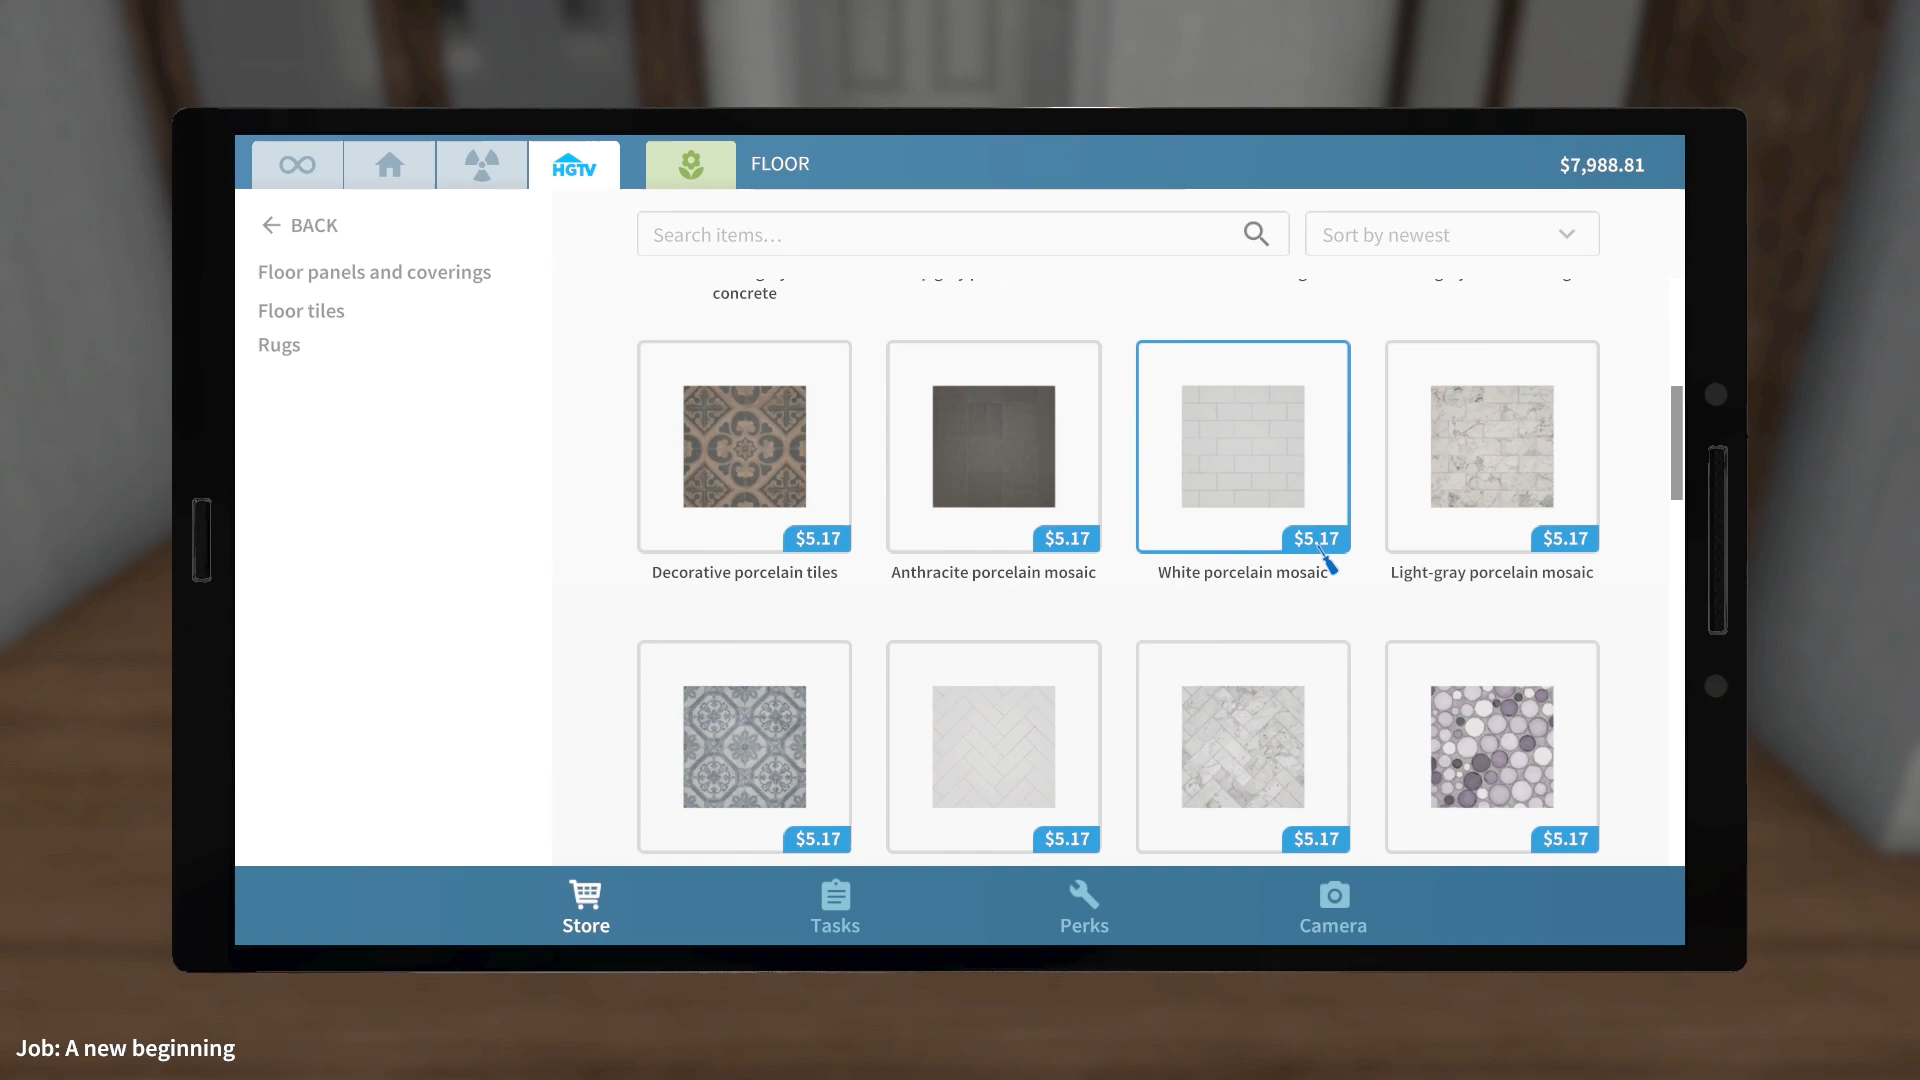 HGTV
FLOOR
$7,988.81
BACK
Floor panels and coverings
Floor tiles
Rugs
Search items...
Sort by newest
concrete
$5.17
$5.17
$5.17
$5.17
Decorative porcelain tiles
Anthracite porcelain mosaic
White porcelain mosaic
Light-gray porcelain mosaic
$5.17
$5.17
$5.17
$5.17
Store
Tasks
Perks
Camera
Job: A new beginning